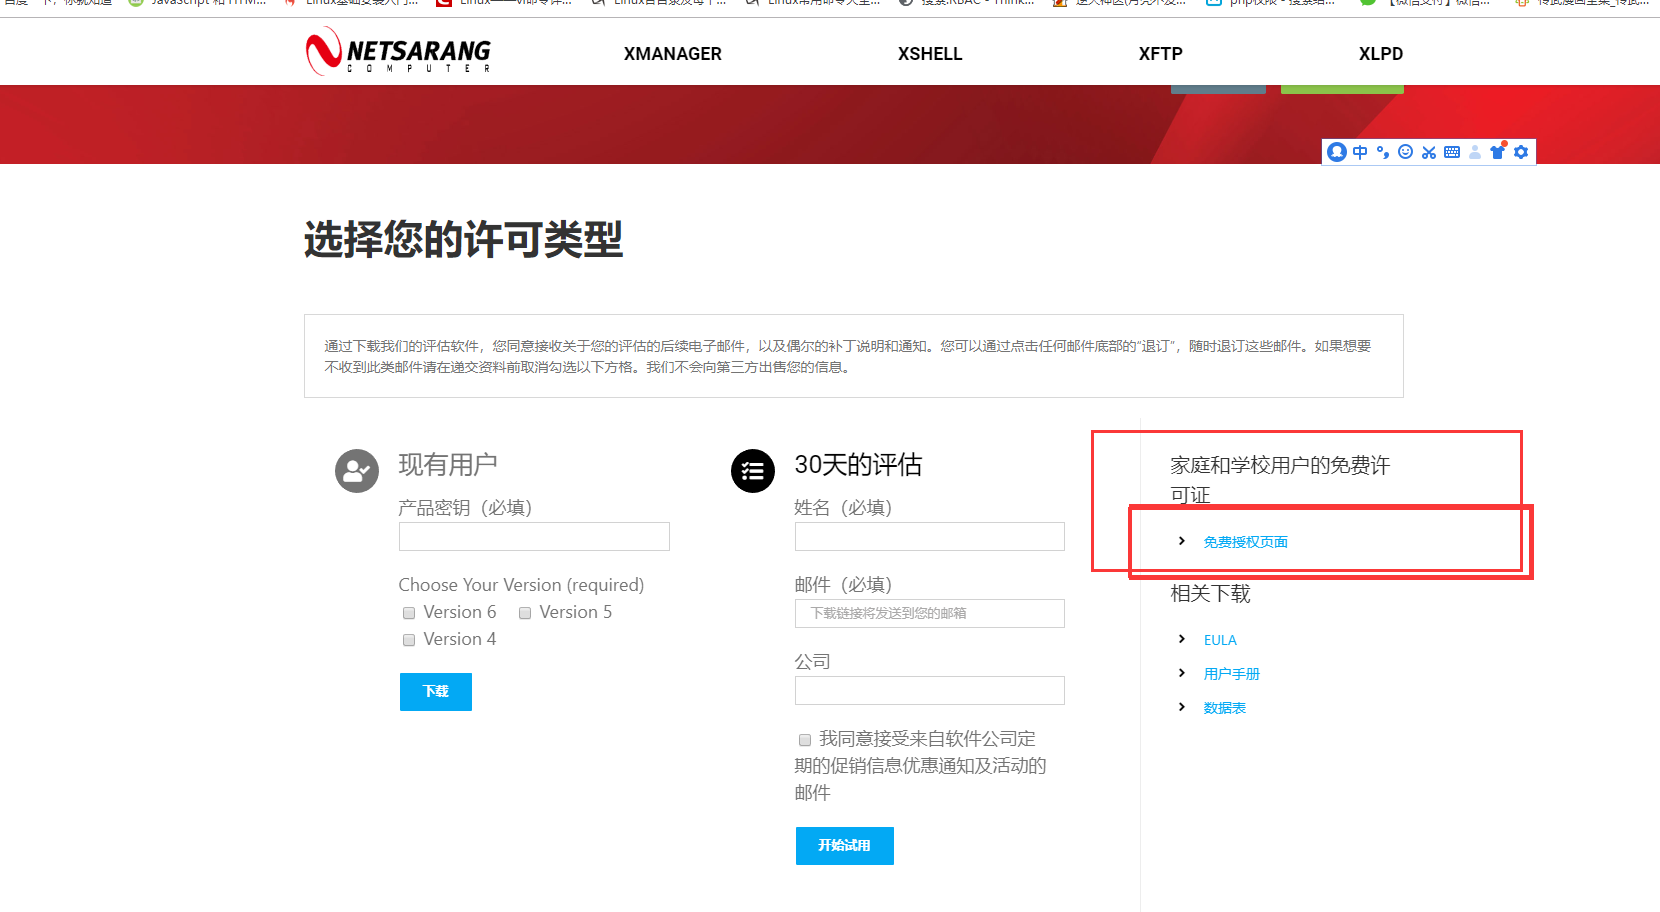 NETSARANG
COMPUTER
XMANAGER
XSHELL
XFTP
XLPD
中
选择您的许可类型
通过下载我们的评估软件，您同意接收关于您的评估的后续电子邮件，以及偶尔的补丁说明和通知。您可以通过点击任何邮件底部的“退订”，随时退订这些邮件。如果想要
不收到此类邮件请在递交资料前取消勾选以下方格。我们不会向第三方出售您的信息。
现有用户
产品密钥（必填）
Choose Your Version (required)
Version 6 Version 5
Version 4
下载
30天的评估
姓名（必填）
邮件（必填）
下载链接将发送到您的邮箱
公司
我同意接受来自软件公司定
期的促销信息优惠通知及活动的
邮件
开始试用
家庭和学校用户的免费许
可证
免费授权页面
相关下载
EULA
用户手册
数据表